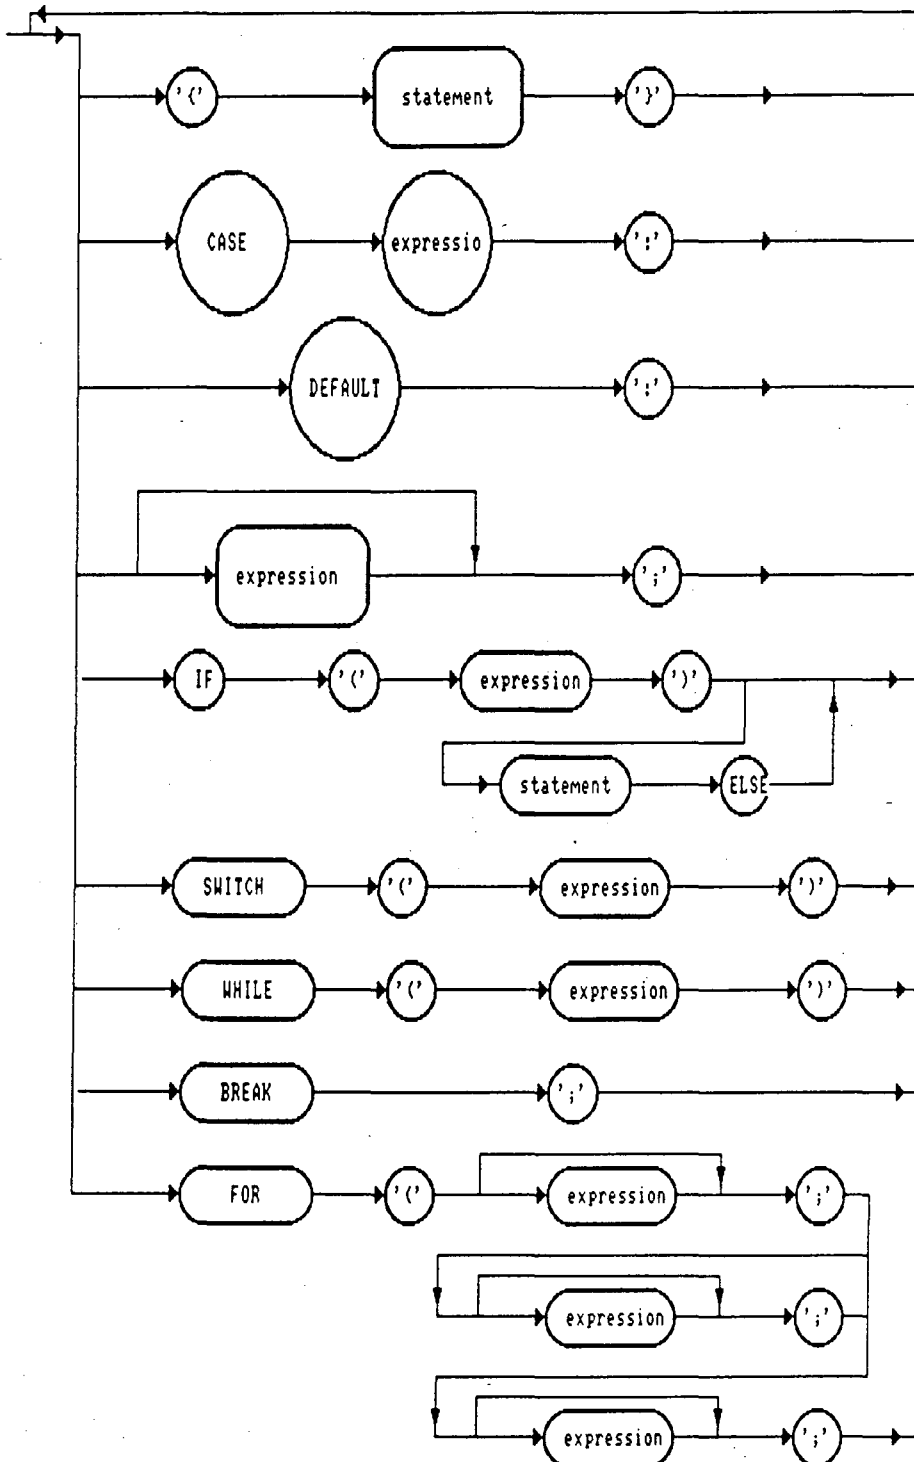 '{' statement '}'
CASE expressio ':'
DEFAULT ':'
expression ';'
IF '(' expression ')'
statement ELSE
SWITCH '(' expression ')'
WHILE '(' expression ')'
BREAK ';'
FOR '(' expression ';'
expression ';'
expression ';'